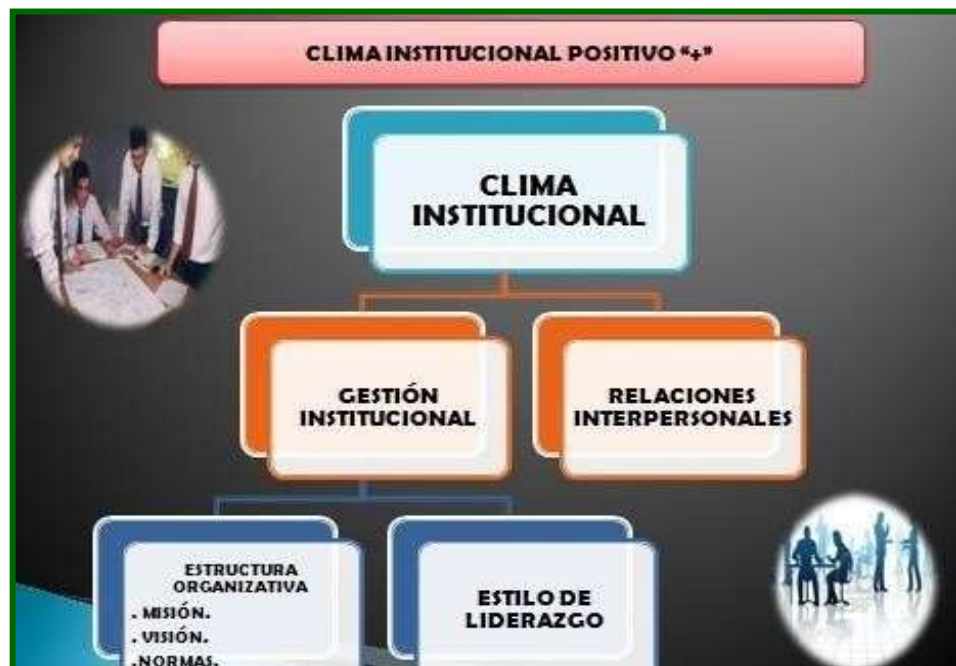 CLIMA INSTITUCIONAL POSITIVO “+”
CLIMA
INSTITUCIONAL
GESTIÓN
INSTITUCIONAL
RELACIONES
INTERPERSONALES
ESTRUCTURA
ORGANIZATIVA
. MISIÓN.
. VISIÓN.
.NORMAS.
ESTILO DE
LIDERAZGO